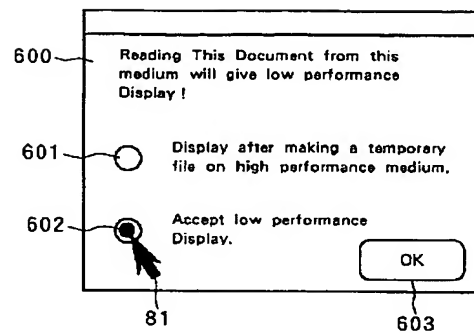 600
Reading This Document from this
medium will give low performance
Display !
601
Display after making a temporary
file on high performance medium.
602
Accept low performance
Display.
OK
81
603